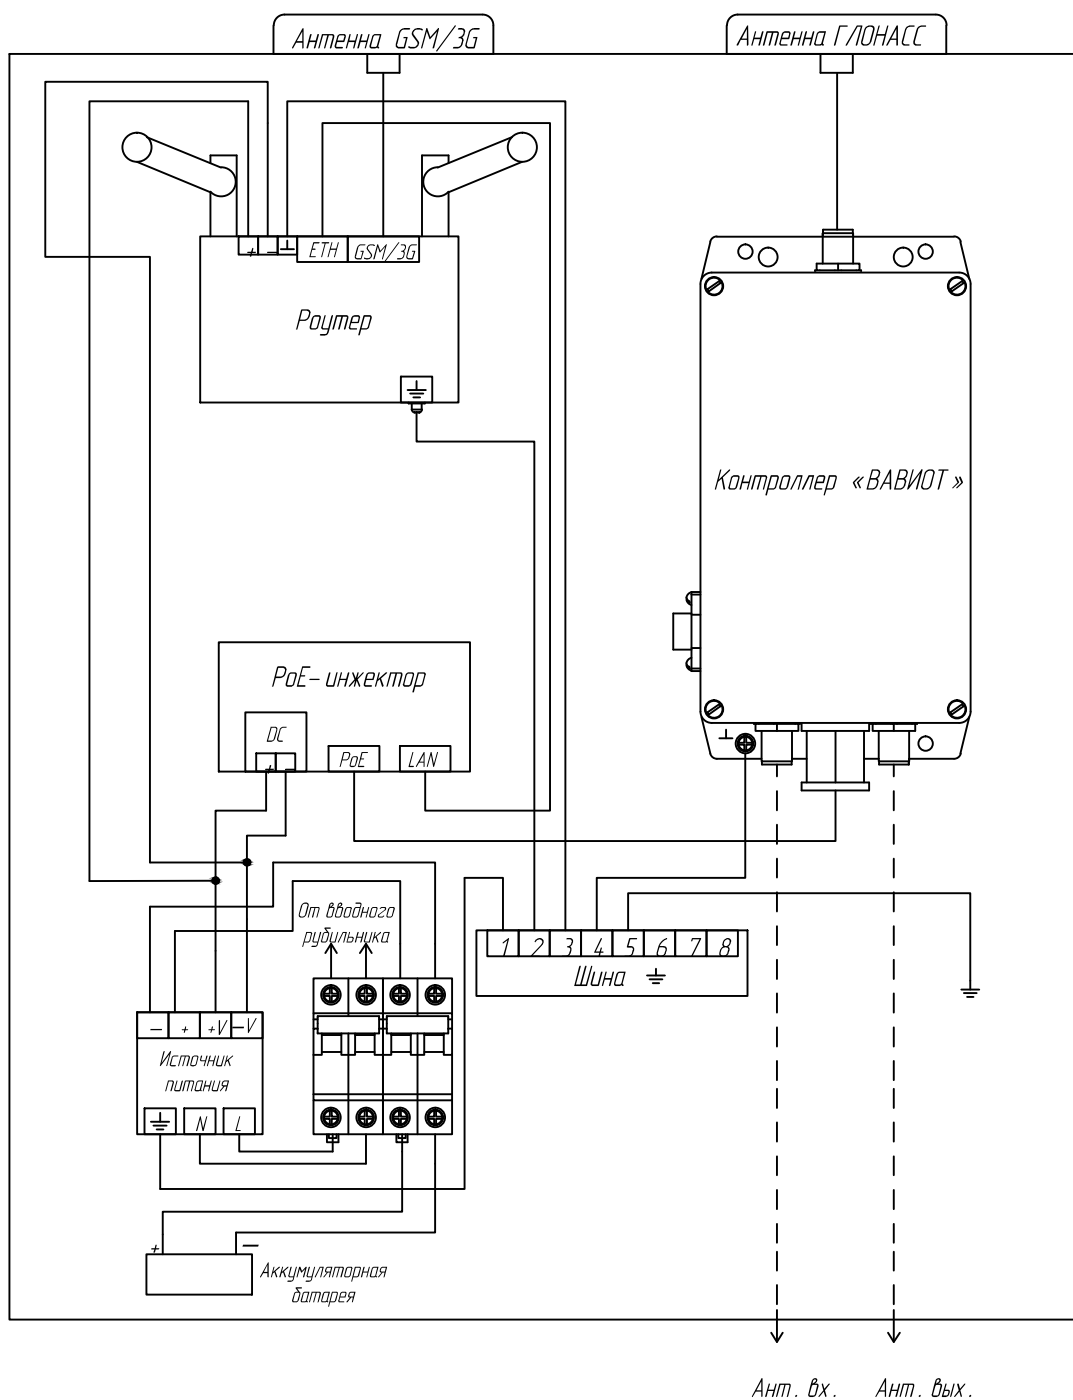 Антенна GSM/3G
Антенна ГЛОНАСС
+ − ⊥ ETH GSM/3G
Роутер
Контроллер «ВАВИОТ»
PoE-инжектор
DC
+ −
PoE
LAN
⊥
От вводного
рубильника
1 2 3 4 5 6 7 8
Шина
− + +V −V
Источник
питания
N L
+ −
Аккумуляторная
батарея
Ант. вх.
Ант. вых.